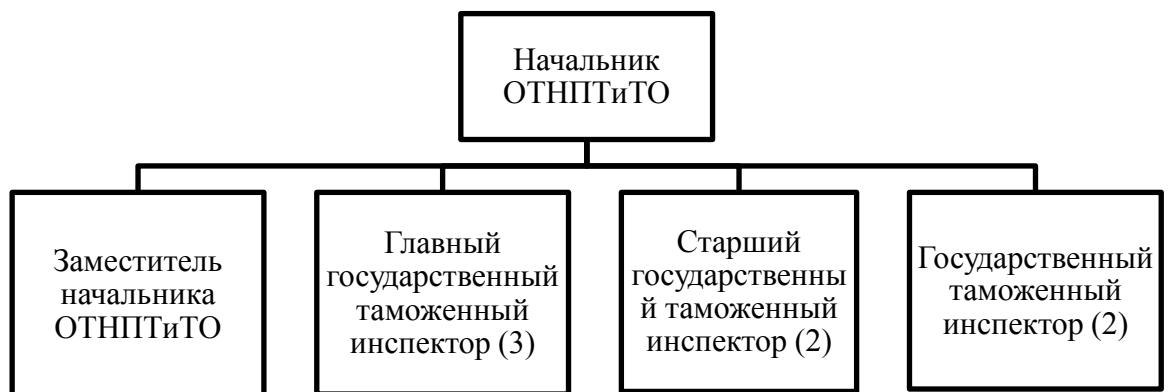 Начальник
ОТНПТиТО
Заместитель
начальника
ОТНПТиТО
Главный
государственный
таможенный
инспектор (3)
Старший
государственны
й таможенный
инспектор (2)
Государственный
таможенный
инспектор (2)